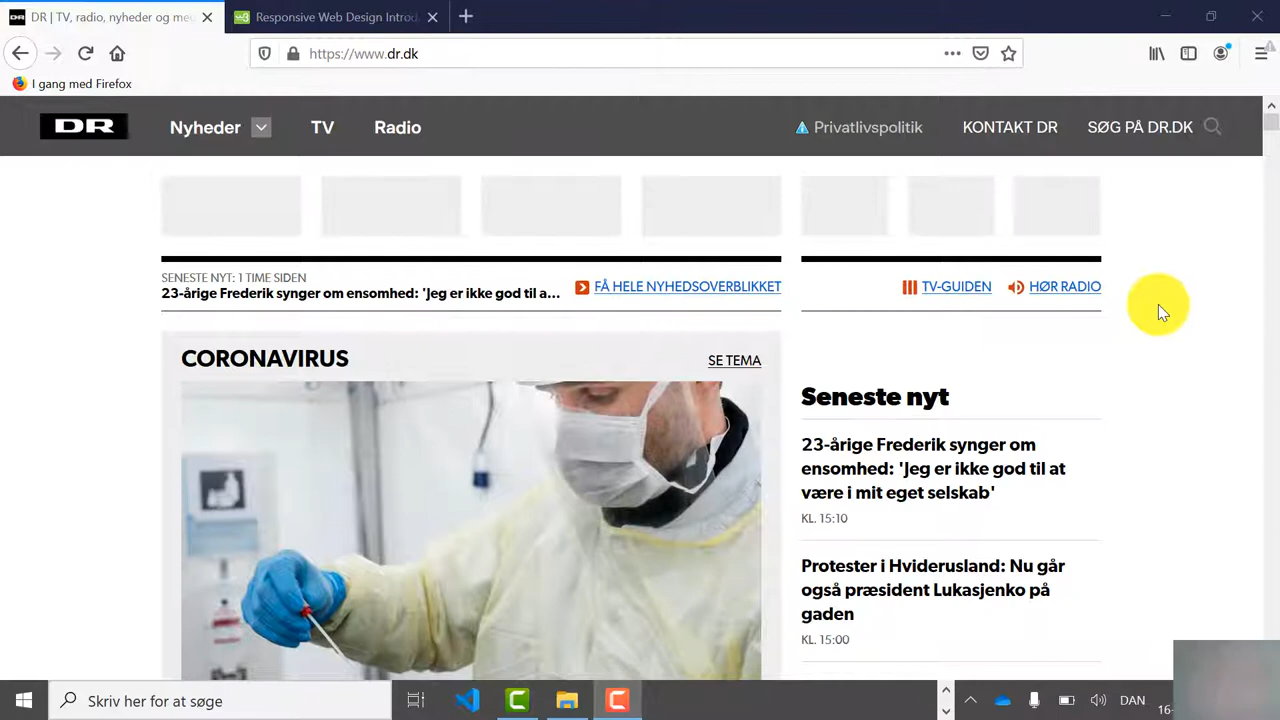 DR | TV, radio, nyheder og me
Responsive Web Design Introd
https://www.dr.dk
I gang med Firefox
DR
Nyheder
TV
Radio
Privatlivspolitik
KONTAKT DR
SØG PÅ DR.DK
SENESTE NYT: 1 TIME SIDEN
23-årige Frederik synger om ensomhed: 'Jeg er ikke god til a...
FÅ HELE NYHEDSOVERBLIKKET
TV-GUIDEN
HØR RADIO
CORONAVIRUS
SE TEMA
Seneste nyt
23-årige Frederik synger om
ensomhed: 'Jeg er ikke god til at
være i mit eget selskab'
KL. 15:10
Protester i Hviderusland: Nu går
også præsident Lukasjenko på
gaden
KL. 15:00
Skriv her for at søge
DAN
16-